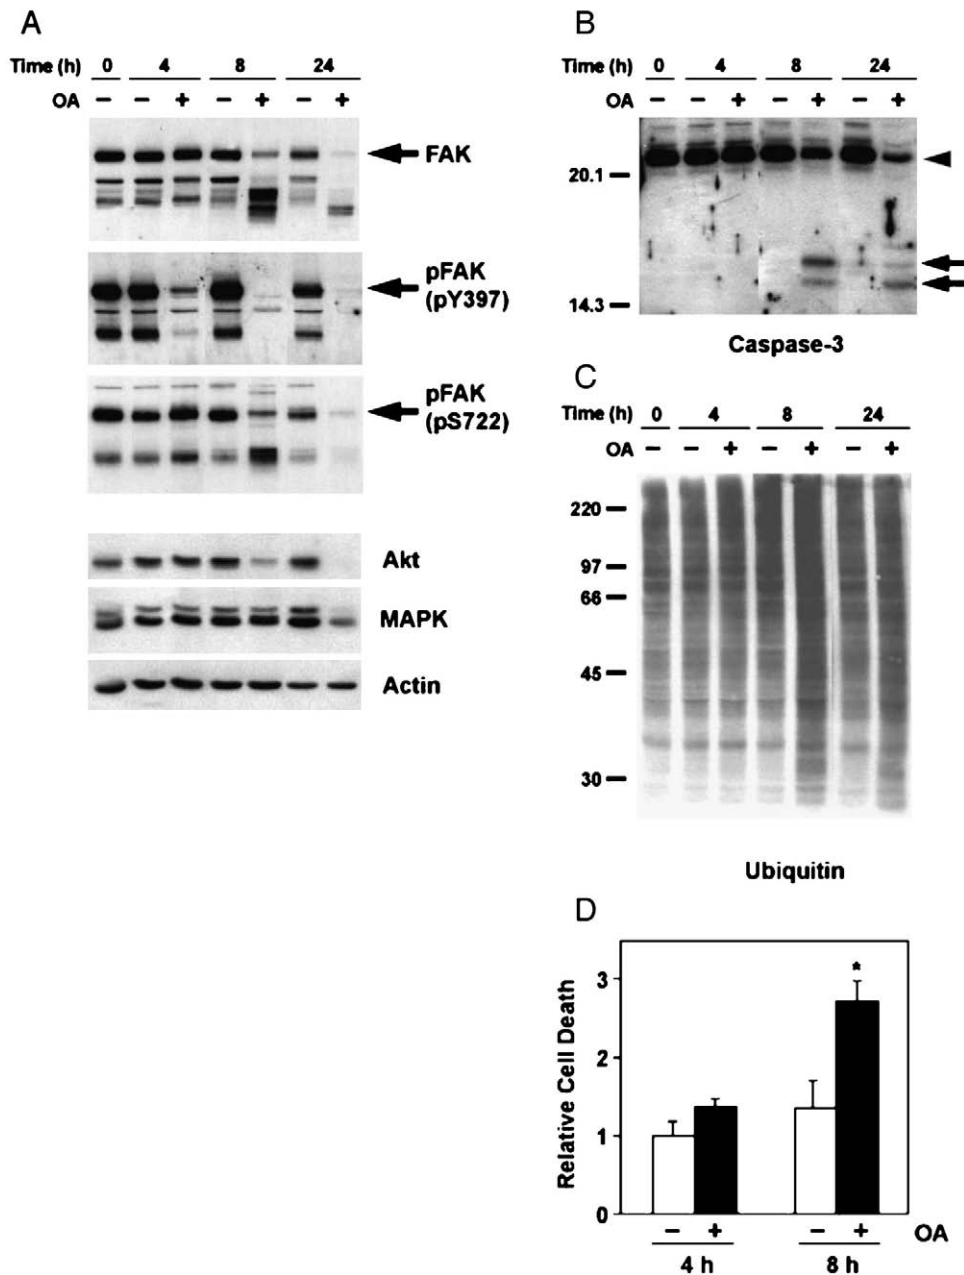 A
Time (h) 0 4 8 24
OA – – + – + – +
FAK
pFAK
(pY397)
pFAK
(pS722)
Akt
MAPK
Actin
B
Time (h) 0 4 8 24
OA – – + – + – +
20.1
14.3
Caspase-3
C
Time (h) 0 4 8 24
OA – – + – + – +
220
97
66
45
30
Ubiquitin
D
Relative Cell Death
3
2
1
0
*
– + – + OA
4 h 8 h